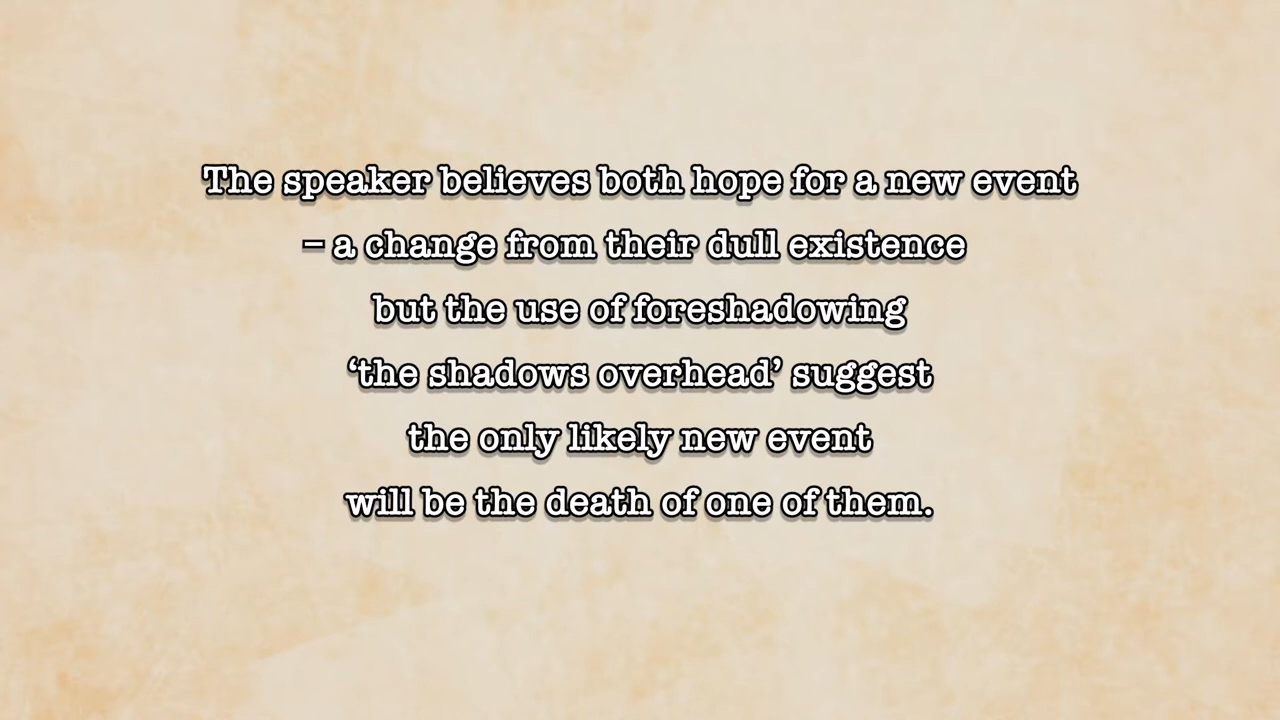 The speaker believes both hope for a new event
– a change from their dull existence
but the use of foreshadowing
‘the shadows overhead’ suggest
the only likely new event
will be the death of one of them.